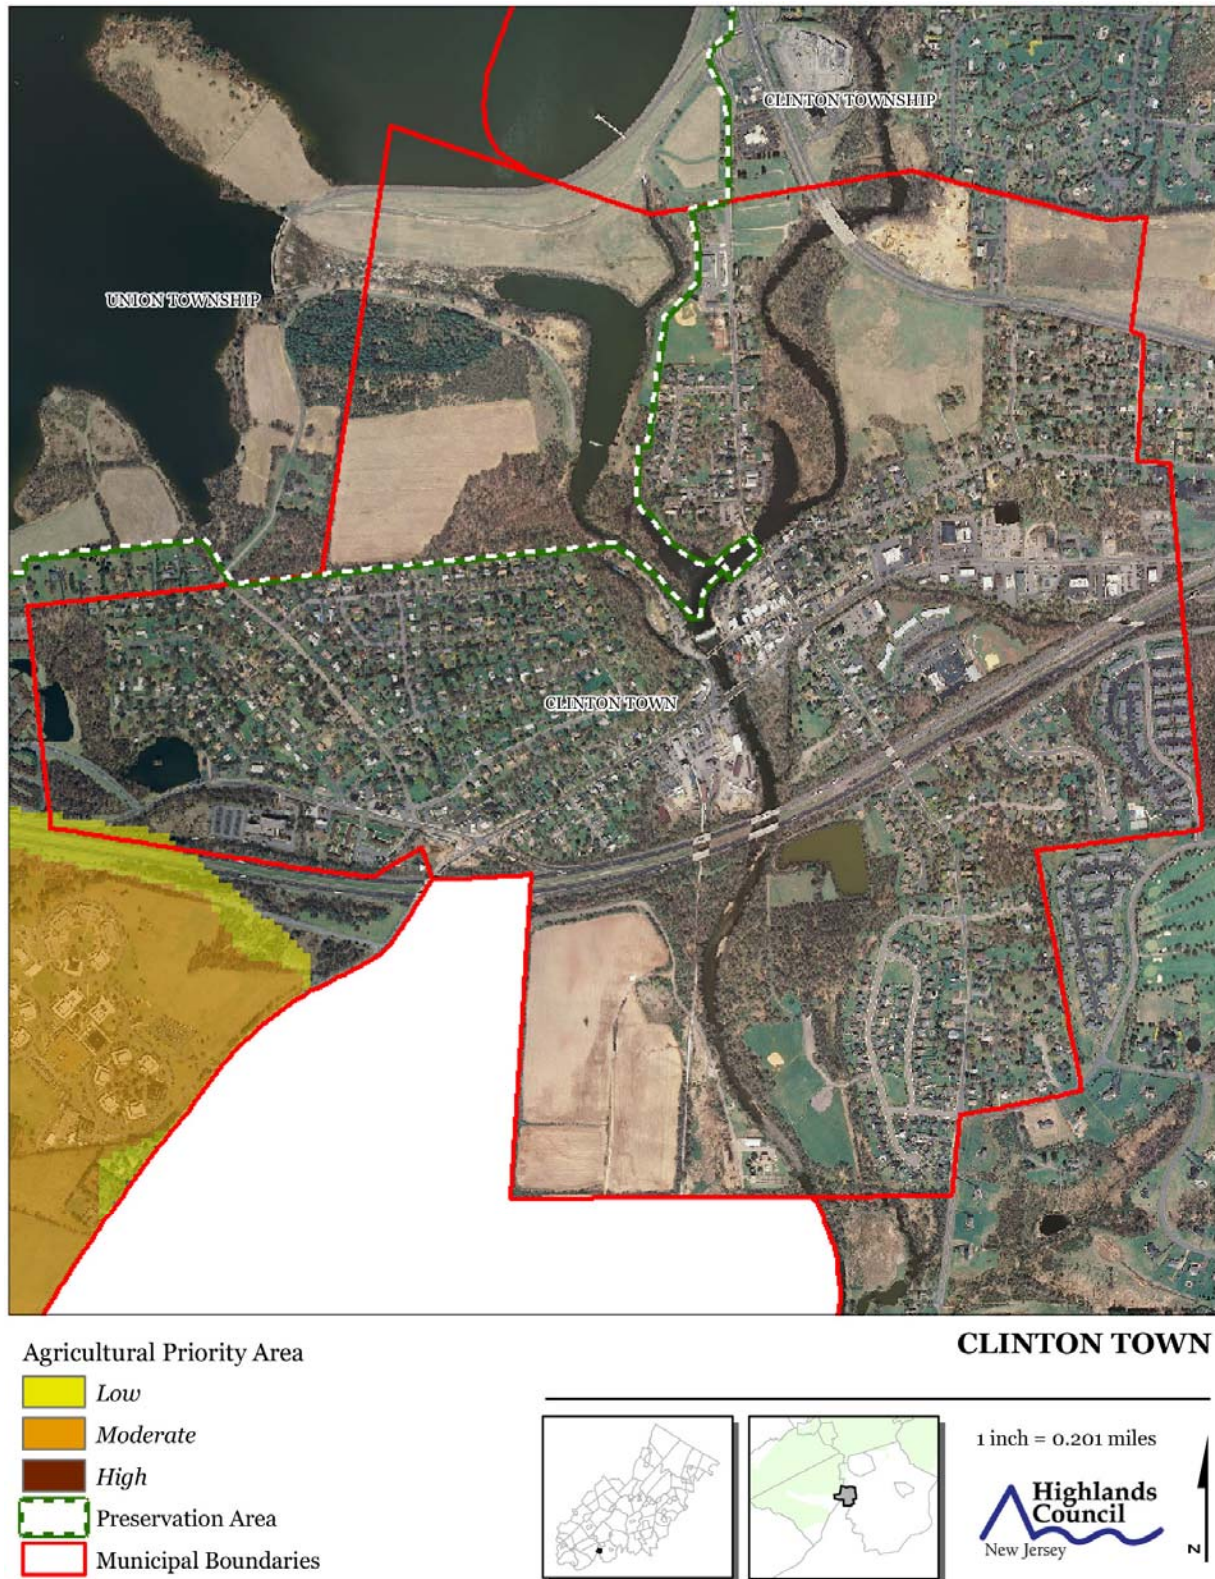 CLINTON TOWNSHIP
UNION TOWNSHIP
CLINTON TOWN
CLINTON TOWN
Agricultural Priority Area
Low
Moderate
High
Preservation Area
Municipal Boundaries
1 inch = 0.201 miles
Highlands
Council
New Jersey
N